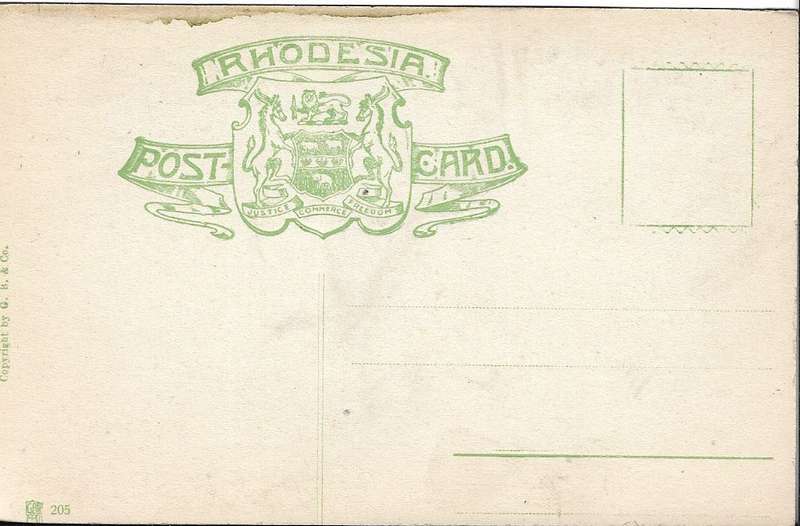 RHODESIA.
POST-CARD.
JUSTICE COMMERCE FREEDOM
Copyright by G. B. & Co.
205